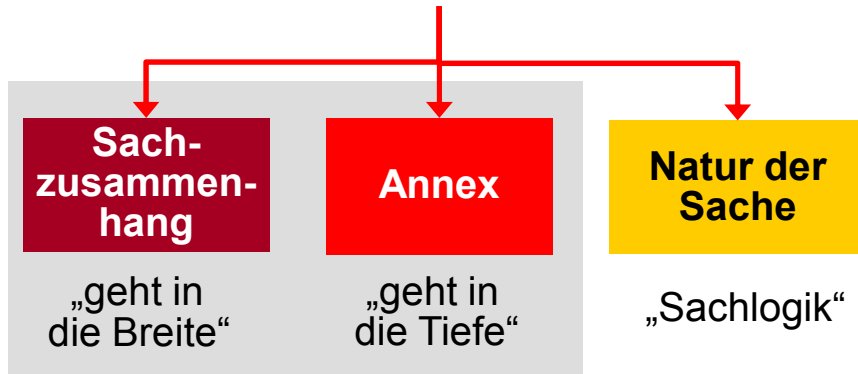 Sach-
zusammen-
hang
Annex
Natur der
Sache
„geht in
die Breite“
„geht in
die Tiefe“
„Sachlogik“